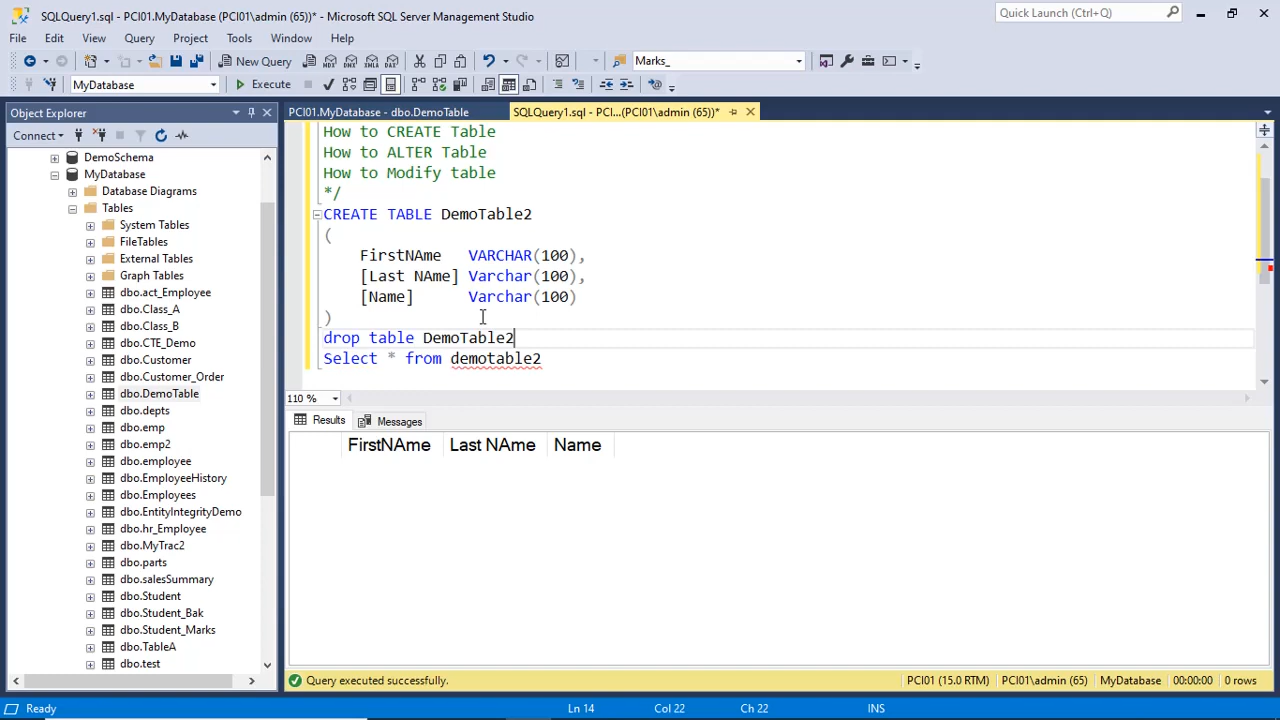 SQLQuery1.sql - PCI01.MyDatabase (PCI01\admin (65))* - Microsoft SQL Server Management Studio
Quick Launch (Ctrl+Q)
File Edit View Query Project Tools Window Help
New Query
Marks_
MyDatabase
Execute
Object Explorer
Connect
DemoSchema
MyDatabase
Database Diagrams
Tables
System Tables
FileTables
External Tables
Graph Tables
dbo.act_Employee
dbo.Class_A
dbo.Class_B
dbo.CTE_Demo
dbo.Customer
dbo.Customer_Order
dbo.DemoTable
dbo.depts
dbo.emp
dbo.emp2
dbo.employee
dbo.EmployeeHistory
dbo.Employees
dbo.EntityIntegrityDemo
dbo.hr_Employee
dbo.MyTrac2
dbo.parts
dbo.salesSummary
dbo.Student
dbo.Student_Bak
dbo.Student_Marks
dbo.TableA
dbo.test
PCI01.MyDatabase - dbo.DemoTable
SQLQuery1.sql - PCI...(PCI01\admin (65))*
How to CREATE Table
How to ALTER Table
How to Modify table
*/
CREATE TABLE DemoTable2
(
FirstNAme VARCHAR(100),
[Last NAme] Varchar(100),
[Name] Varchar(100)
)
drop table DemoTable2
Select * from demotable2
110 %
Results Messages
FirstNAme Last NAme Name
Query executed successfully.
PCI01 (15.0 RTM) PCI01\admin (65) MyDatabase 00:00:00 0 rows
Ready
Ln 14 Col 22 Ch 22 INS